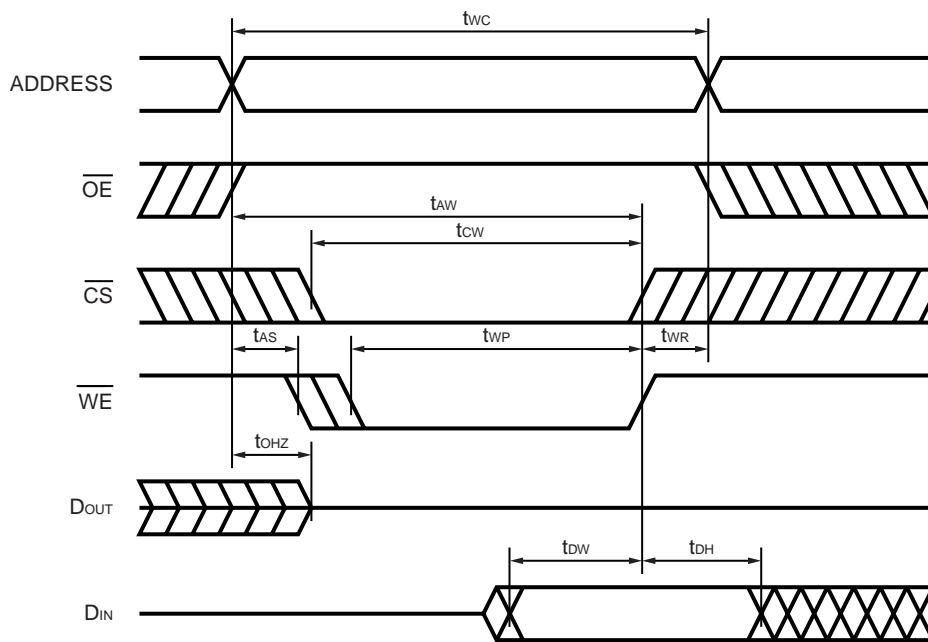 tWC
ADDRESS
OE
tAW
tCW
CS
tAS
tWP
tWR
WE
tOHZ
DOUT
tDW
tDH
DIN